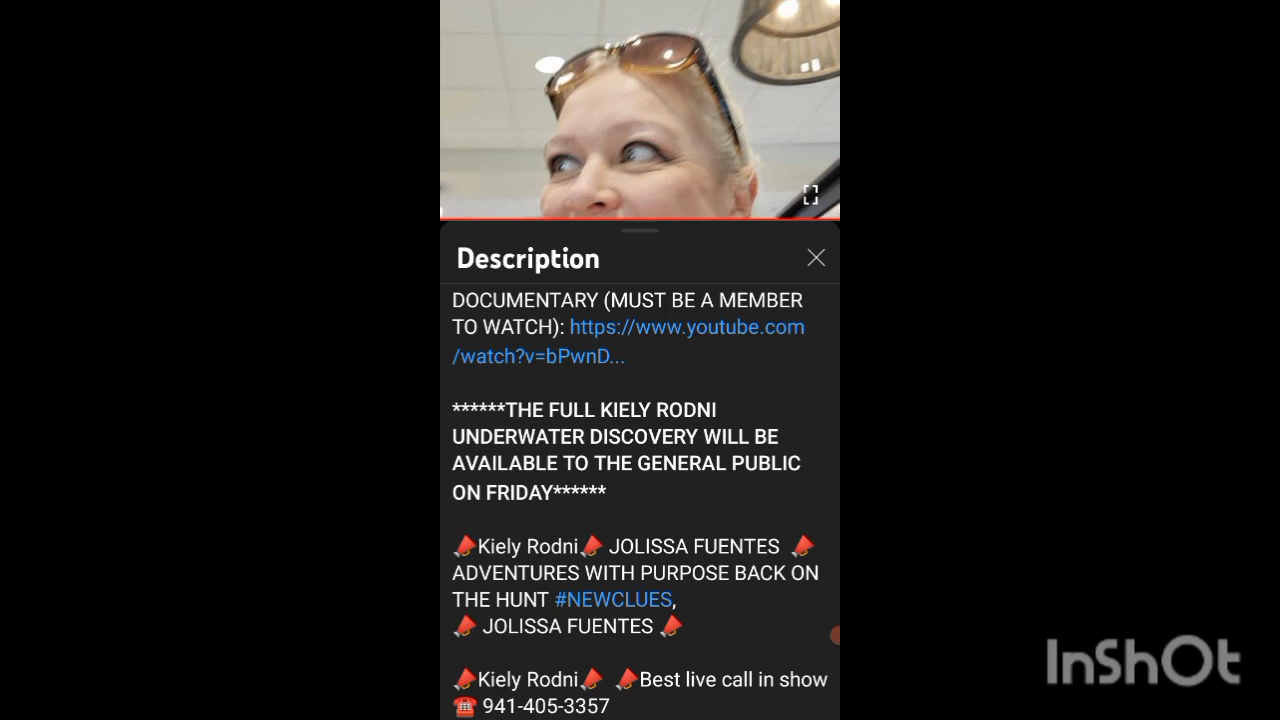 Description
DOCUMENTARY (MUST BE A MEMBER
TO WATCH): https://www.youtube.com
/watch?v=bPwnD...
******THE FULL KIELY RODNI
UNDERWATER DISCOVERY WILL BE
AVAILABLE TO THE GENERAL PUBLIC
ON FRIDAY******
📣Kiely Rodni📣 JOLISSA FUENTES 📣
ADVENTURES WITH PURPOSE BACK ON
THE HUNT #NEWCLUES,
📣 JOLISSA FUENTES 📣
📣Kiely Rodni📣 📣Best live call in show
☎️ 941-405-3357
InShOt